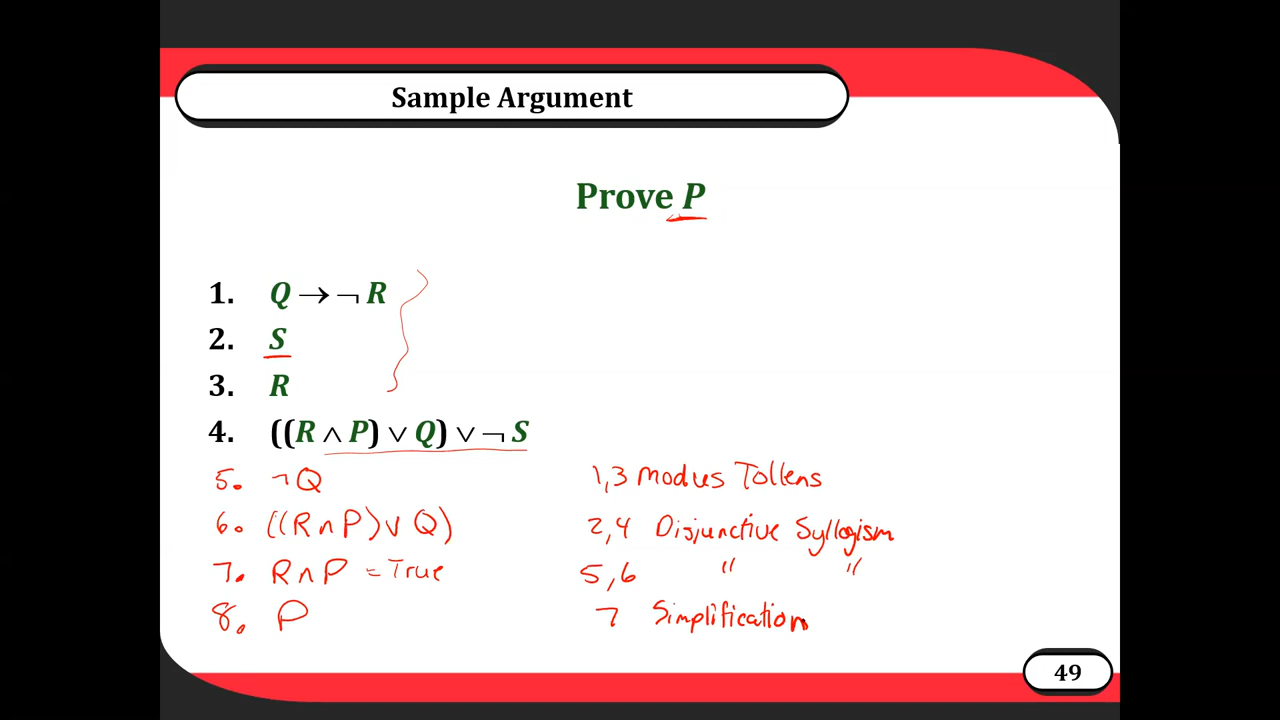 Sample Argument
Prove P
1. Q → ¬ R
2. S
3. R
4. ((R ∧ P) ∨ Q) ∨ ¬ S
5. ¬Q 1,3 Modus Tollens
6. ((R ∧ P) ∨ Q) 2,4 Disjunctive Syllogism
7. R ∧ P = True 5,6 " "
8. P 7 Simplification
49